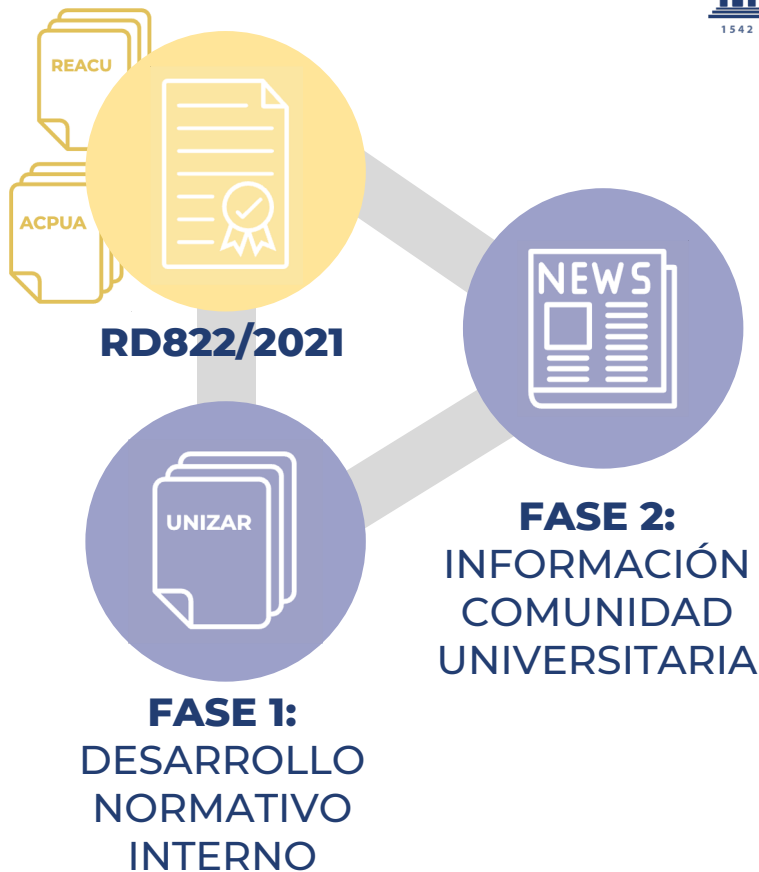 1542
REACU
ACPUA
RD822/2021
NEWS
UNIZAR
FASE 2:
INFORMACIÓN
COMUNIDAD
UNIVERSITARIA
FASE 1:
DESARROLLO
NORMATIVO
INTERNO